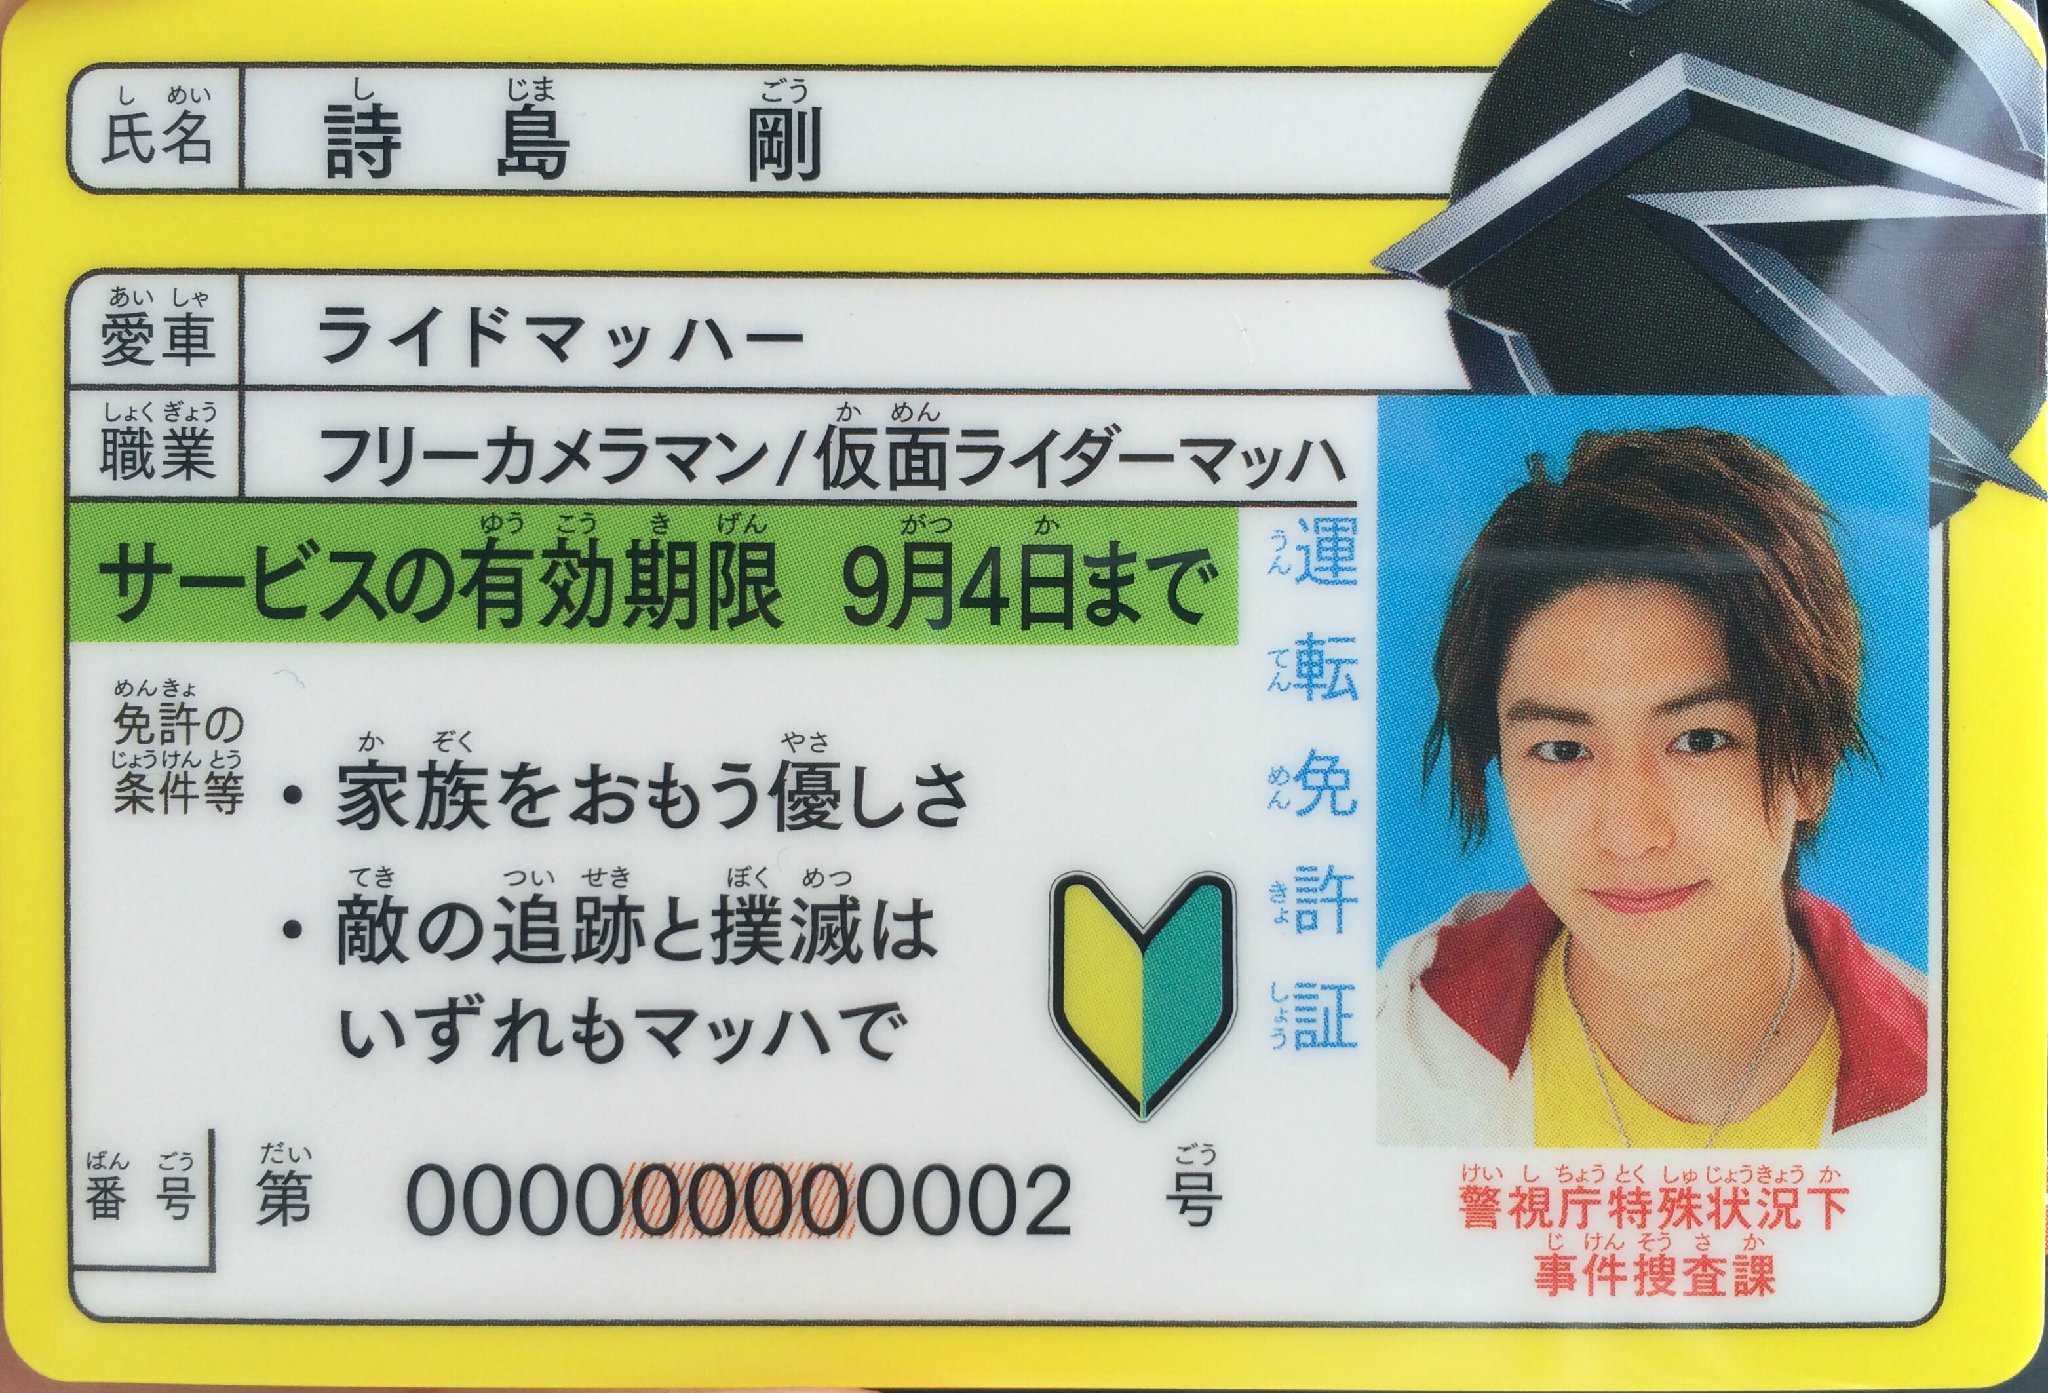 氏名 詩島 剛
愛車 ライドマッハー
職業 フリーカメラマン/仮面ライダーマッハ
サービスの有効期限 9月4日まで
免許の
条件等
・家族をおもう優しさ
・敵の追跡と撲滅は
いずれもマッハで
番号 第 0000000000002 号
運転免許証
警視庁特殊状況下
事件捜査課